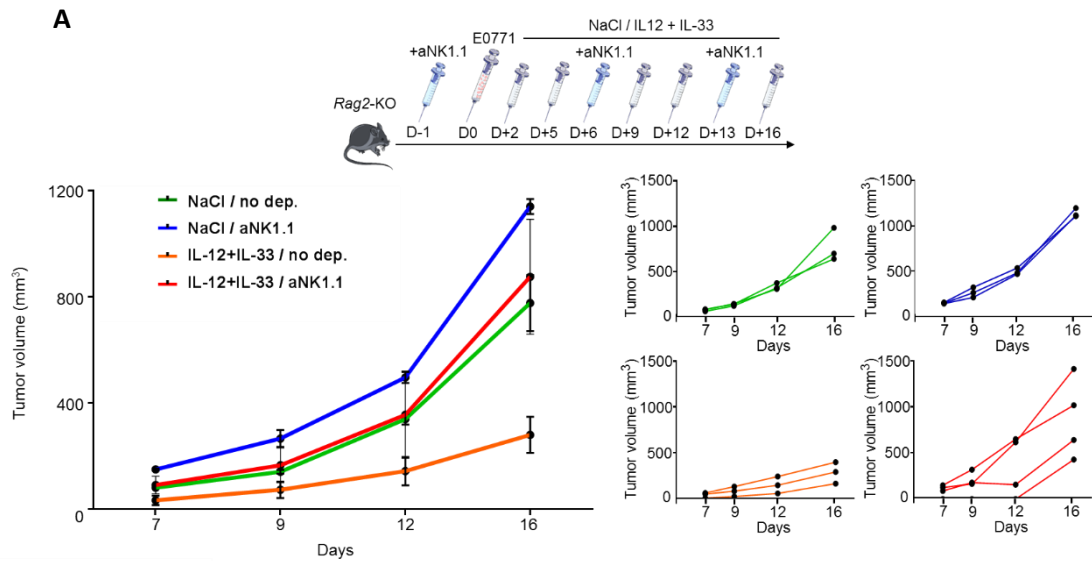 A
NaCl / IL12 + IL-33
E0771
+aNK1.1 +aNK1.1 +aNK1.1
Rag2-KO
D-1 D0 D+2 D+5 D+6 D+9 D+12 D+13 D+16
NaCl / no dep.
NaCl / aNK1.1
IL-12+IL-33 / no dep.
IL-12+IL-33 / aNK1.1
Tumor volume (mm³)
1200
800
400
0
7 9 12 16
Days
Tumor volume (mm³)
1500
1000
500
0
7 9 12 16
Days
Tumor volume (mm³)
1500
1000
500
0
7 9 12 16
Days
Tumor volume (mm³)
1500
1000
500
0
7 9 12 16
Days
Tumor volume (mm³)
1500
1000
500
0
7 9 12 16
Days